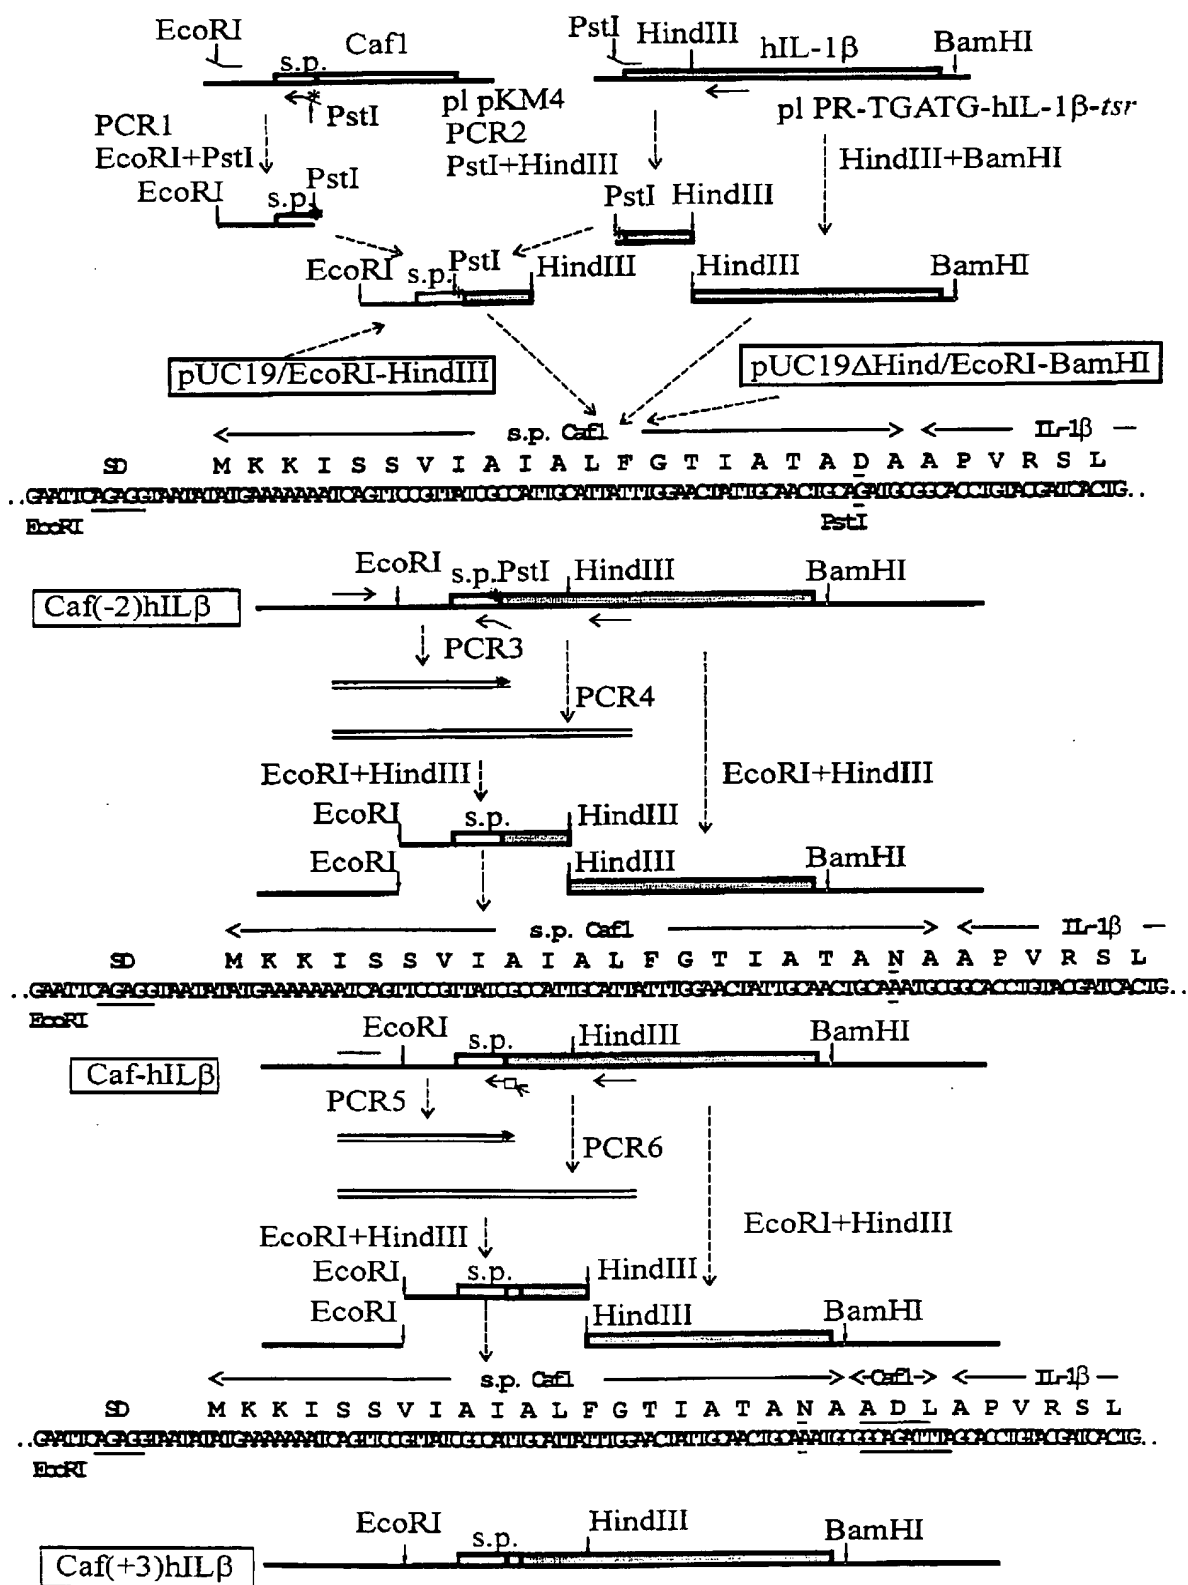 EcoRI Caf1 PstI HindIII hIL-1β BamHI
s.p.
PstI pl pKM4 pl PR-TGATG-hIL-1β-tsr
PCR1 PCR2
EcoRI+PstI PstI+HindIII HindIII+BamHI
EcoRI s.p. PstI PstI HindIII
EcoRI s.p. PstI HindIII HindIII BamHI
pUC19/EcoRI-HindIII pUC19ΔHind/EcoRI-BamHI
s.p. Caf1 IL-1β
SD M K K I S S V I A I A L F G T I A T A D A A P V R S L
..GAATTCAGAGGTAATATATGAAAAAAATCAGTTCCGTTATCGCCATTGCATTATTTGGAACTATTGCAACTGCAGATGCGGCACCTGTACGATCACTG..
EcoRI PstI
EcoRI s.p. PstI HindIII BamHI
Caf(-2)hILβ
PCR3
PCR4
EcoRI+HindIII EcoRI+HindIII
EcoRI s.p. HindIII
EcoRI HindIII BamHI
s.p. Caf1 IL-1β
SD M K K I S S V I A I A L F G T I A T A N A A P V R S L
..GAATTCAGAGGTAATATATGAAAAAAATCAGTTCCGTTATCGCCATTGCATTATTTGGAACTATTGCAACTGCAAATGCGGCACCTGTACGATCACTG..
EcoRI
EcoRI s.p. HindIII BamHI
Caf-hILβ
PCR5
PCR6
EcoRI+HindIII EcoRI+HindIII
EcoRI s.p. HindIII
EcoRI HindIII BamHI
s.p. Caf1 Caf1 IL-1β
SD M K K I S S V I A I A L F G T I A T A N A A D L A P V R S L
..GAATTCAGAGGTAATATATGAAAAAAATCAGTTCCGTTATCGCCATTGCATTATTTGGAACTATTGCAACTGCAAATGCGGCAGATTTAGCACCTGTACGATCACTG..
EcoRI
EcoRI s.p. HindIII BamHI
Caf(+3)hILβ